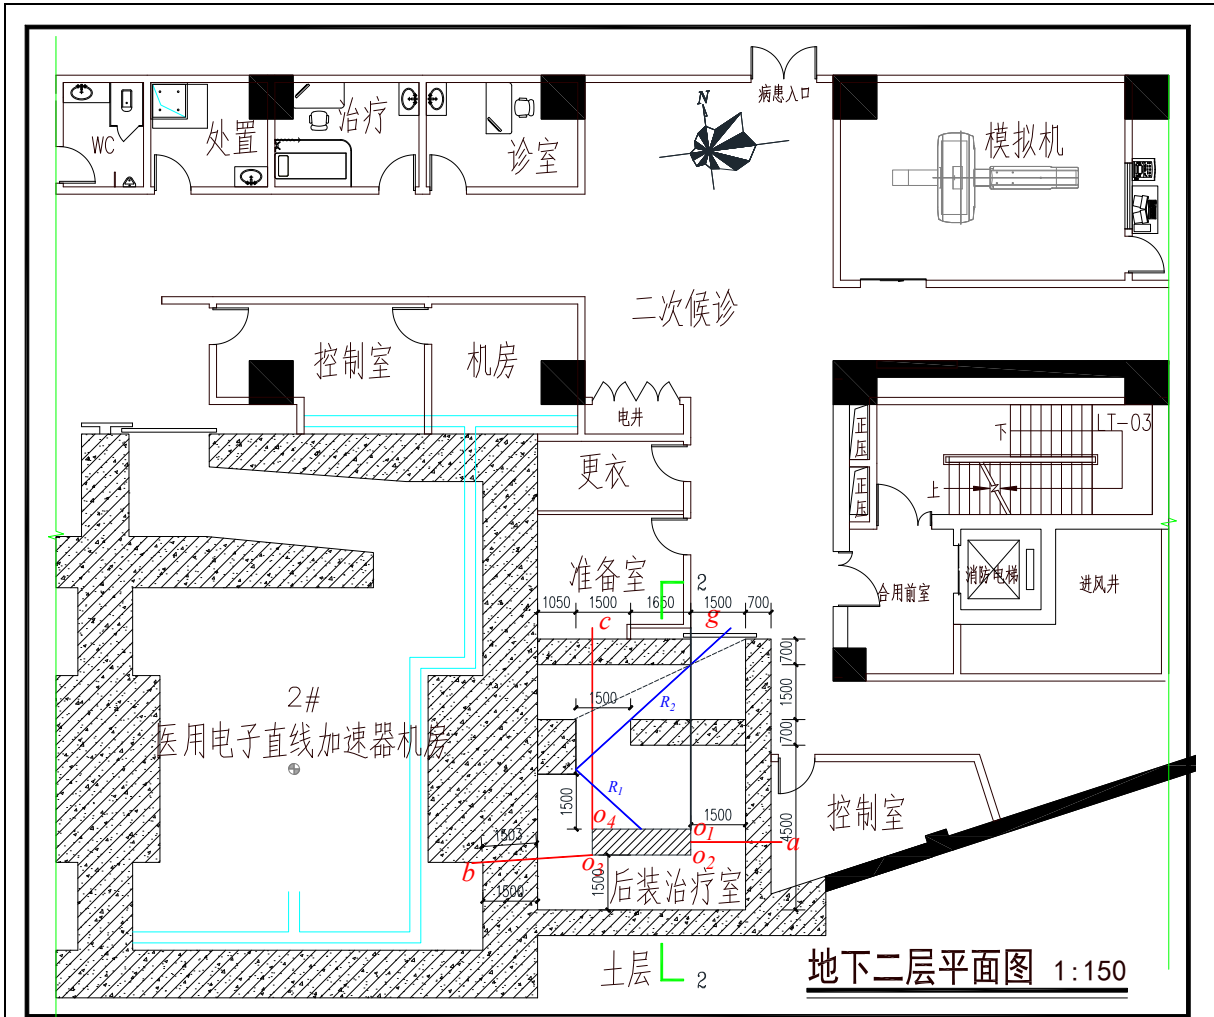 病患入口
N
WC
处置
治疗
诊室
模拟机
二次候诊
控制室
机房
电井
LT-03
下
上
正压
正压
更衣
准备室
2
合用前室
消防电梯
进风井
1050
1500
1650
1500
700
c
g
700
1500
700
1500
R2
2#
医用电子直线加速器机房
R1
1500
o4
o1
1500
4500
a
控制室
1503
b
o3
o2
1500
1500
后装治疗室
土层
2
地下二层平面图 1:150